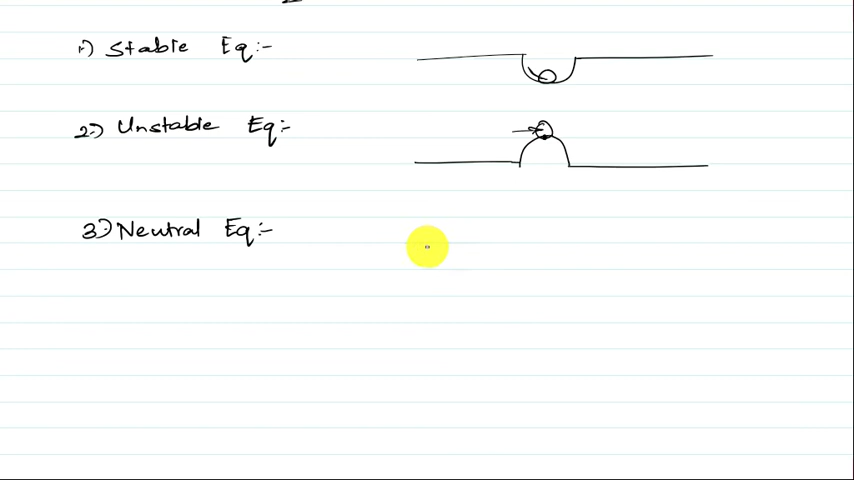 1.) Stable Eq:-
2.) Unstable Eq:-
3.) Neutral Eq:-